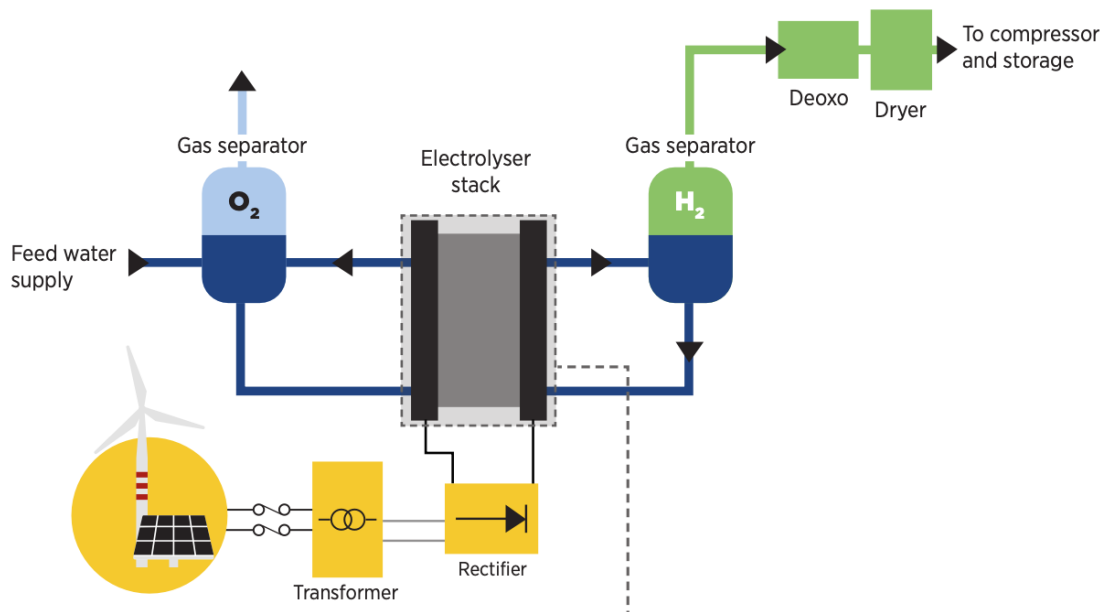 To compressor
and storage
Deoxo
Dryer
Gas separator
Electrolyser
stack
Gas separator
O₂
H₂
Feed water
supply
Transformer
Rectifier